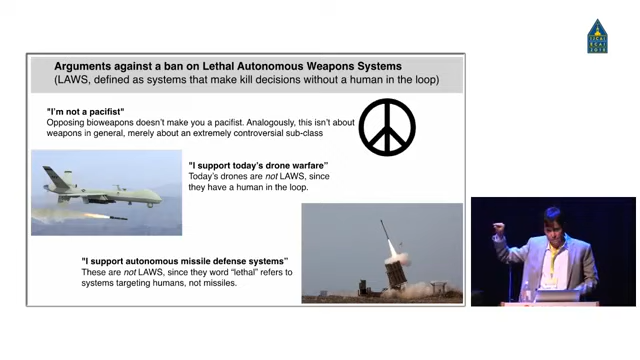 Arguments against a ban on Lethal Autonomous Weapons Systems
(LAWS, defined as systems that make kill decisions without a human in the loop)
"I'm not a pacifist"
Opposing bioweapons doesn't make you a pacifist. Analogously, this isn't about
weapons in general, merely about an extremely controversial sub-class
"I support today's drone warfare"
Today's drones are not LAWS, since
they have a human in the loop.
"I support autonomous missile defense systems"
These are not LAWS, since they word "lethal" refers to
systems targeting humans, not missiles.